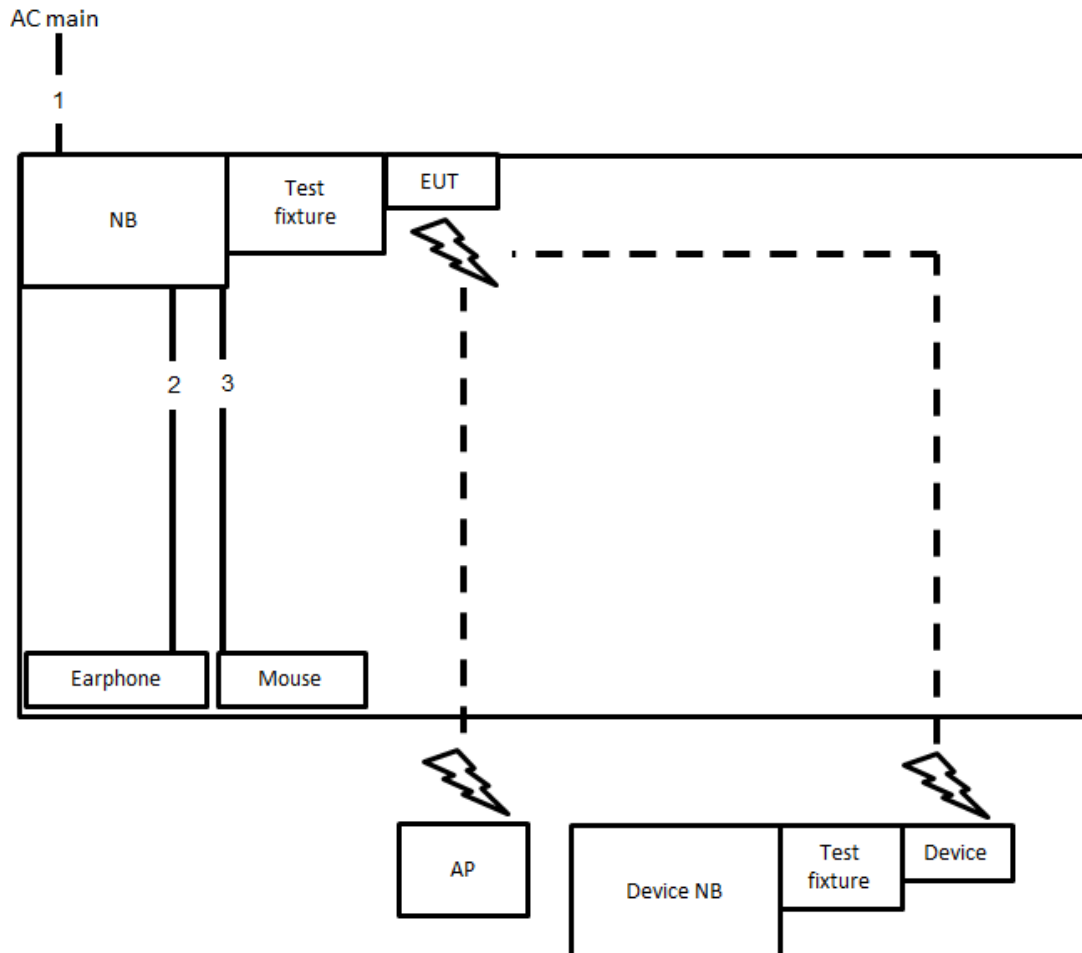 AC main
1
NB
Test
fixture
EUT
2
3
Earphone
Mouse
AP
Device NB
Test
fixture
Device